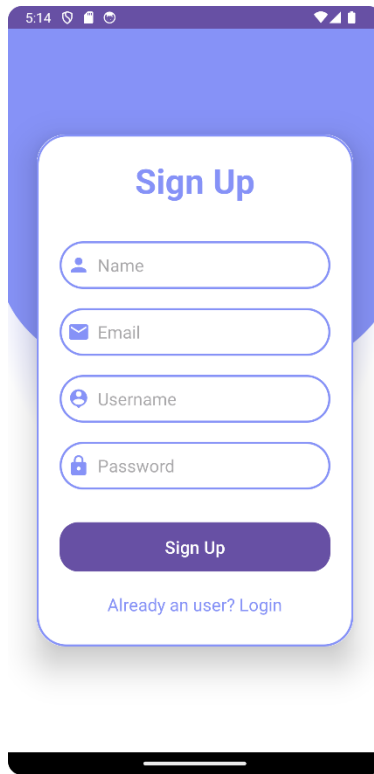 5:14
Sign Up
Name
Email
Username
Password
Sign Up
Already an user? Login